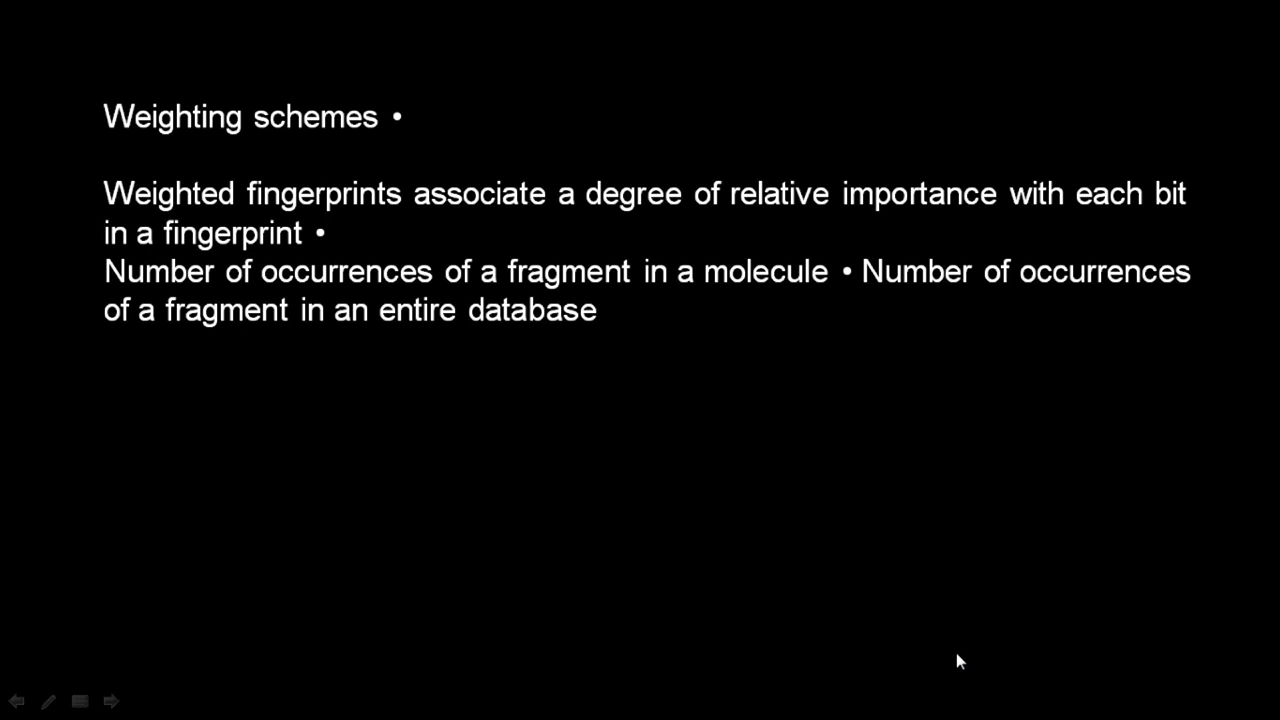 Weighting schemes •
Weighted fingerprints associate a degree of relative importance with each bit
in a fingerprint •
Number of occurrences of a fragment in a molecule • Number of occurrences
of a fragment in an entire database